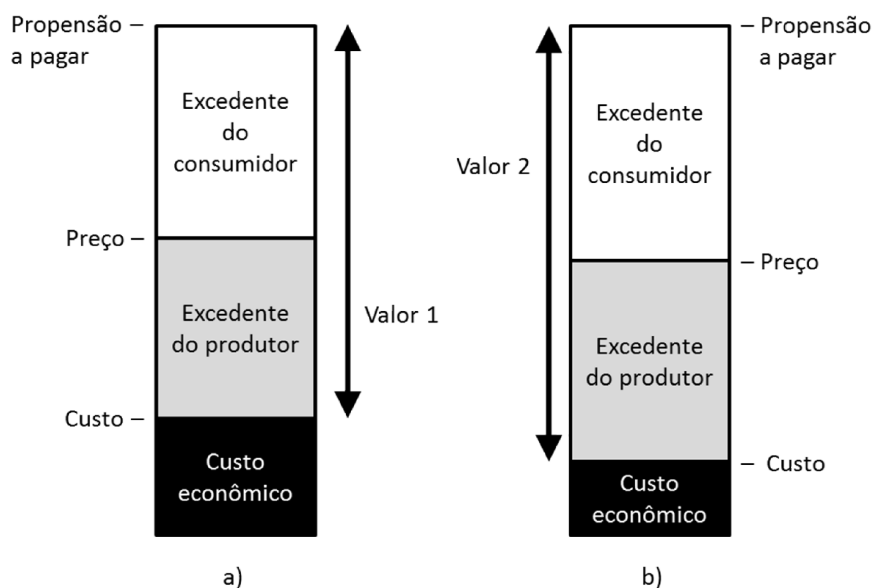 Propensão –
a pagar
Excedente
do
consumidor
Preço –
Excedente
do produtor
Valor 1
Custo –
Custo
econômico
a)
– Propensão
a pagar
Excedente
do
consumidor
Valor 2
– Preço
Excedente
do produtor
– Custo
Custo
econômico
b)